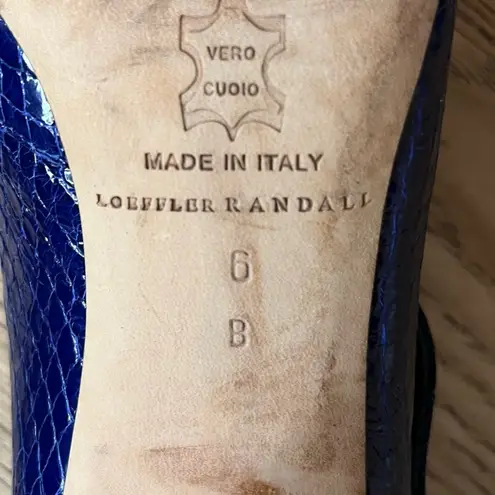 VERO
CUOIO
MADE IN ITALY
LOEFFLER RANDALL
6
B